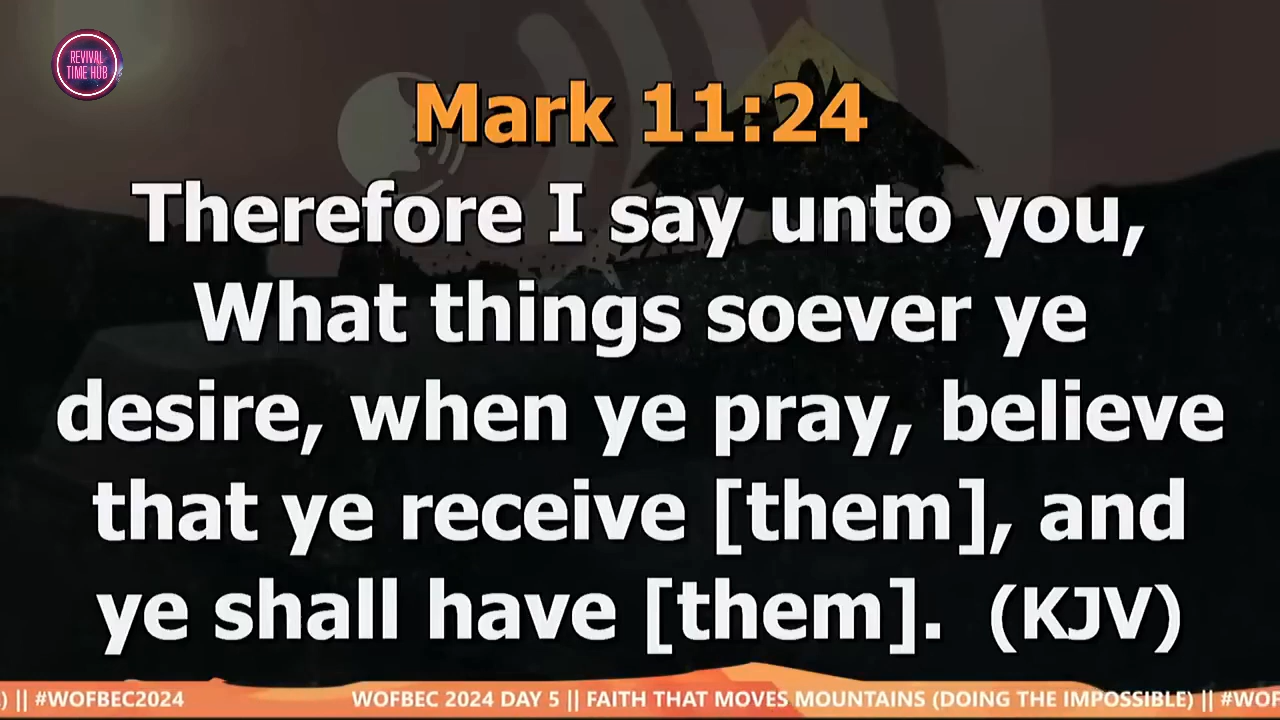 REVIVAL
TIME HUB
Mark 11:24
Therefore I say unto you,
What things soever ye
desire, when ye pray, believe
that ye receive [them], and
ye shall have [them].  (KJV)
) || #WOFBEC2024 WOFBEC 2024 DAY 5 || FAITH THAT MOVES MOUNTAINS (DOING THE IMPOSSIBLE) || #WOF